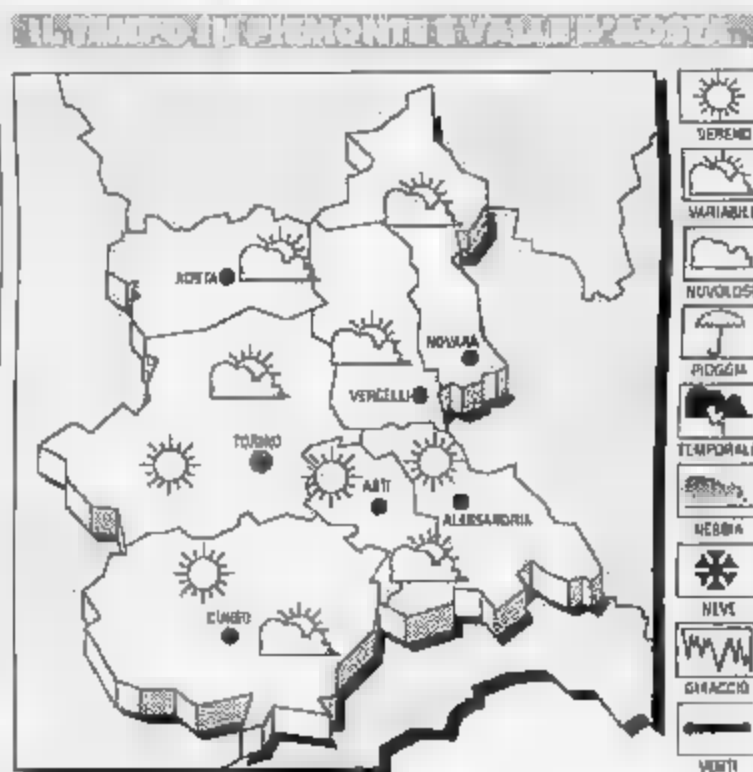 IL TEMPO IN PIEMONTE E VALLE D'AOSTA
SERENO
VARIABILE
NUVOLOSO
PIOGGIA
TEMPORALE
NEBBIA
NEVE
GHIACCIO
VENTI
AOSTA
NOVARA
VERCELLI
TORINO
ASTI
ALESSANDRIA
CUNEO